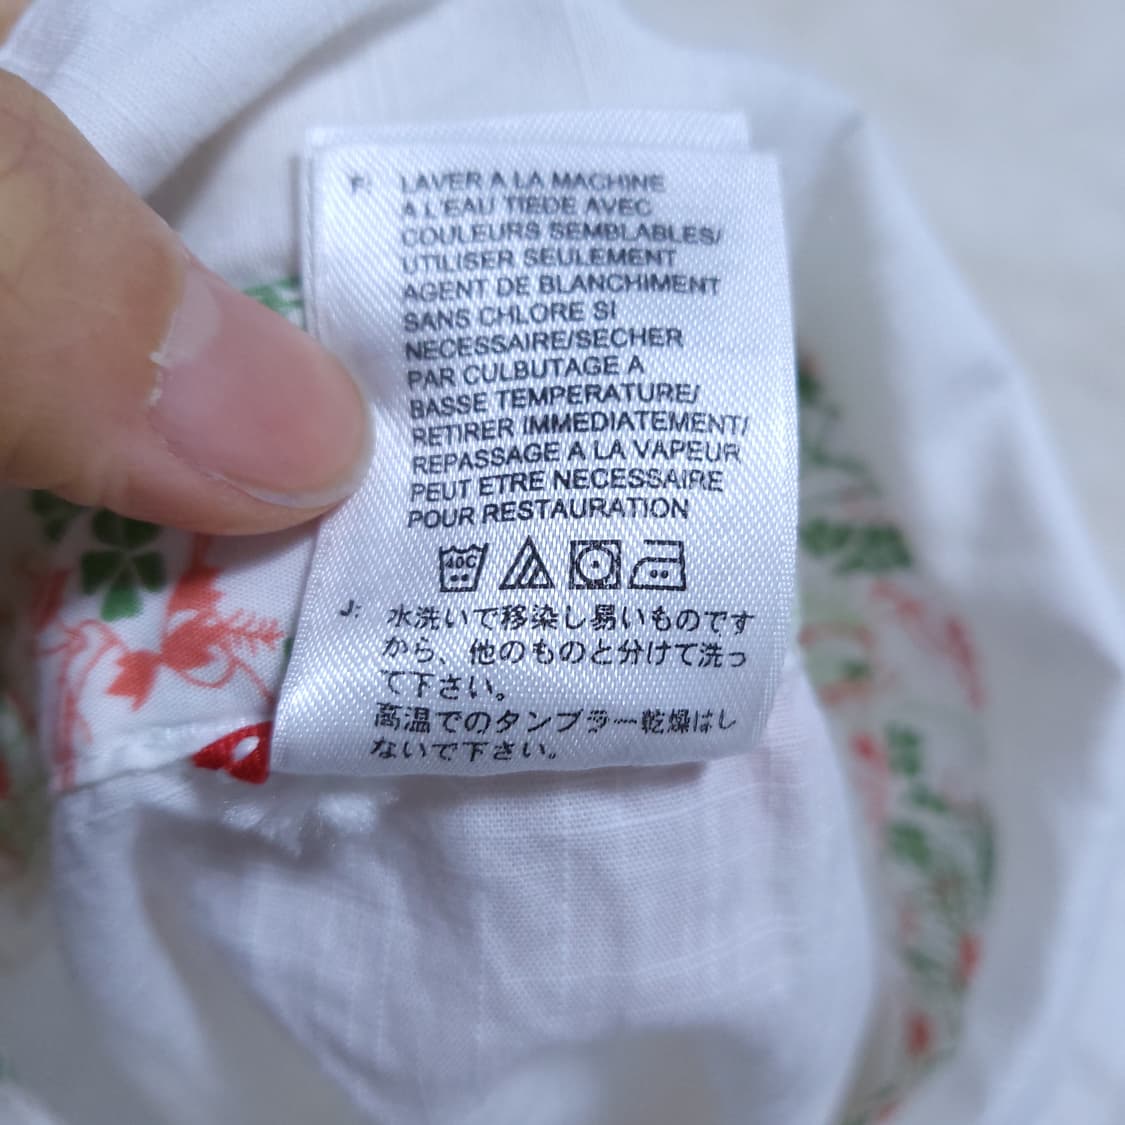 F: LAVER A LA MACHINE
A L'EAU TIEDE AVEC
COULEURS SEMBLABLES/
UTILISER SEULEMENT
AGENT DE BLANCHIMENT
SANS CHLORE SI
NECESSAIRE/SECHER
PAR CULBUTAGE A
BASSE TEMPERATURE/
RETIRER IMMEDIATEMENT/
REPASSAGE A LA VAPEUR
PEUT ETRE NECESSAIRE
POUR RESTAURATION
40C
J: 水洗いで移染し易いものです
から、他のものと分けて洗っ
て下さい。
高温でのタンブラー乾燥はし
ないで下さい。